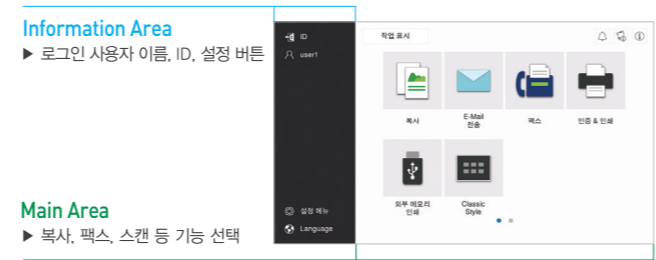 Information Area
▶ 로그인 사용자 이름, ID, 설정 버튼
Main Area
▶ 복사, 팩스, 스캔 등 기능 선택
ID
user1
설정 메뉴
Language
작업 표시
복사
E-Mail
전송
팩스
인증 & 인쇄
외부 메모리
인쇄
Classic
Style